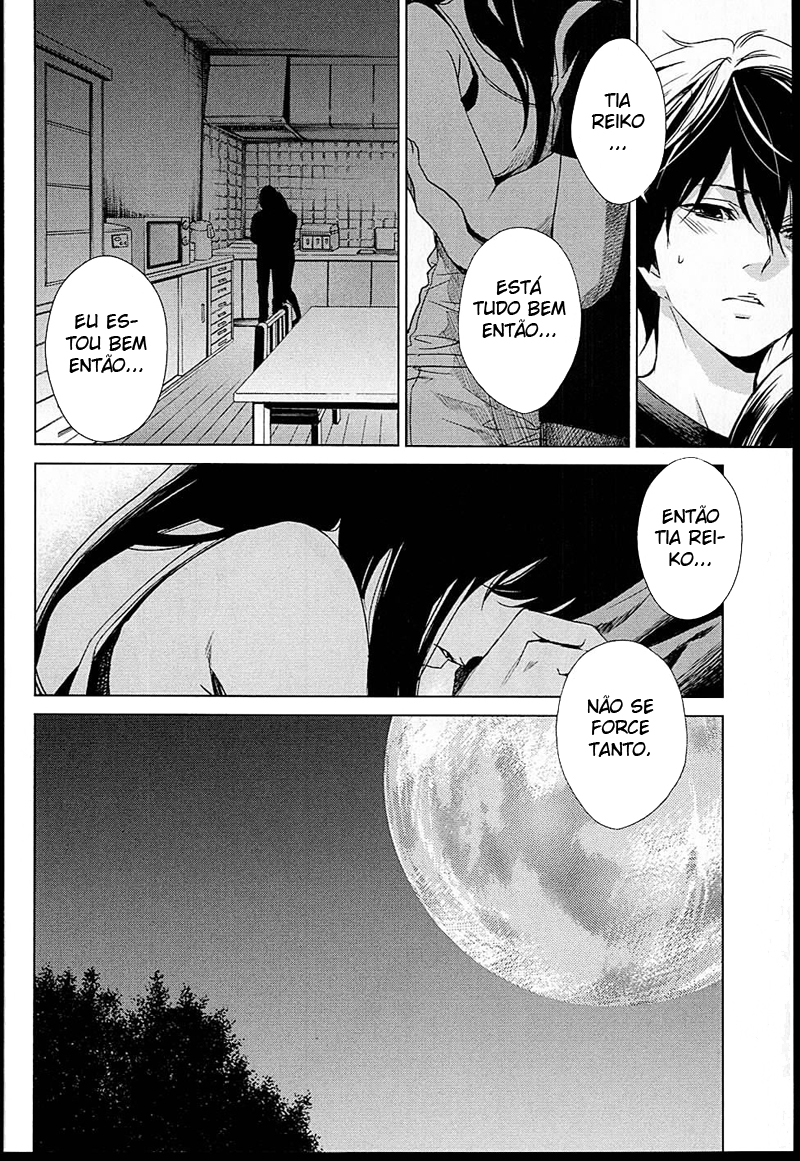 TIA
REIKO
...
ESTÁ
TUDO BEM
ENTÃO...
EU ES-
TOU BEM
ENTÃO...
ENTÃO
TIA REI-
KO...
NÃO SE
FORCE
TANTO.